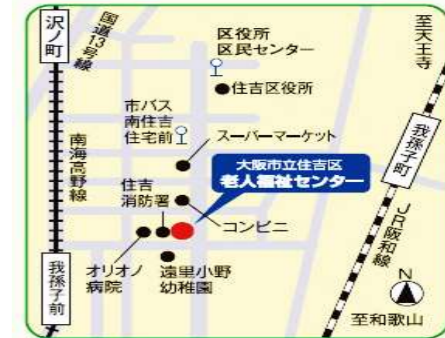 沢ノ町
国道13号線
区役所
区民センター
至天王寺
住吉区役所
市バス
南住吉
住宅前
スーパーマーケット
我孫子町
大阪市立住吉区
老人福祉センター
南海高野線
住吉
消防署
コンビニ
JR阪和線
オリオノ
病院
遠里小野
幼稚園
我孫子前
N
至和歌山